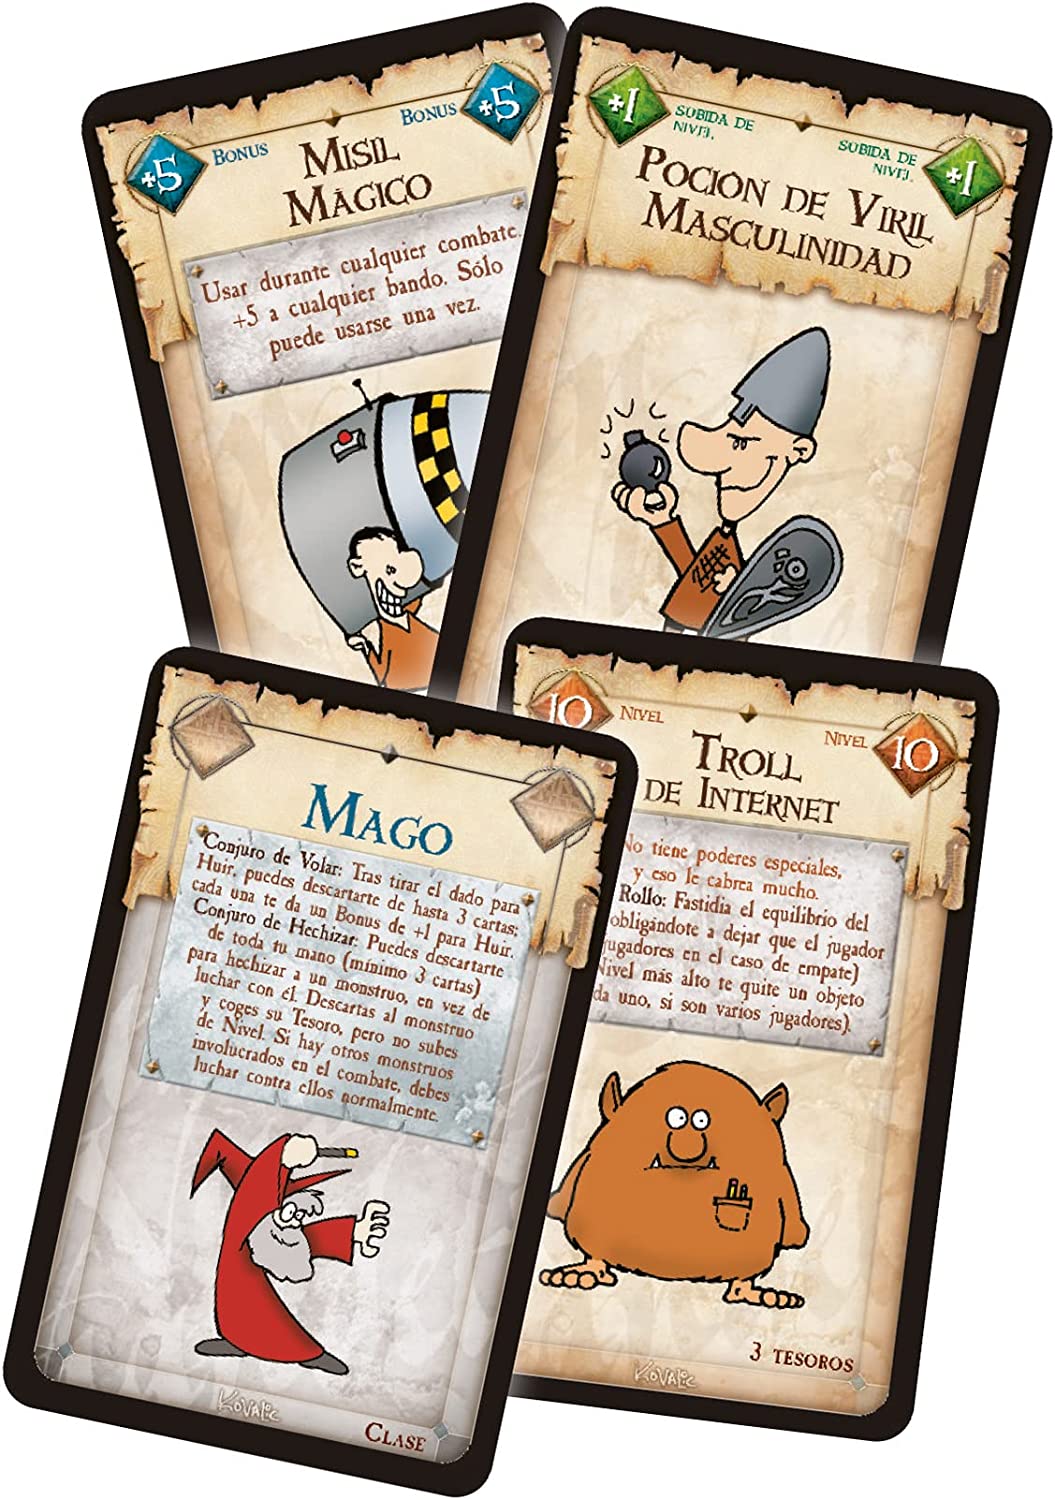 +5
BONUS
BONUS
+5
MISIL
MÁGICO
Usar durante cualquier combate.
+5 a cualquier bando. Sólo
puede usarse una vez.
+1
SUBIDA DE
NIVEL
SUBIDA DE
NIVEL
+1
POCIÓN DE VIRIL
MASCULINIDAD
MAGO
Conjuro de Volar: Tras tirar el dado para
Huir, puedes descartarte de hasta 3 cartas;
cada una te da un Bonus de +1 para Huir.
Conjuro de Hechizar: Puedes descartarte
de toda tu mano (mínimo 3 cartas)
para hechizar a un monstruo, en vez de
luchar con él. Descartas al monstruo
y coges su Tesoro, pero no subes
de Nivel. Si hay otros monstruos
involucrados en el combate, debes
luchar contra ellos normalmente.
KOVALIC
CLASE
10
NIVEL
NIVEL
10
TROLL
DE INTERNET
No tiene poderes especiales,
y eso le cabrea mucho.
Rollo: Fastidia el equilibrio del
obligándote a dejar que el jugador
jugadores en el caso de empate)
Nivel más alto te quite un objeto
uno, si son varios jugadores).
3 TESOROS
KOVALIC